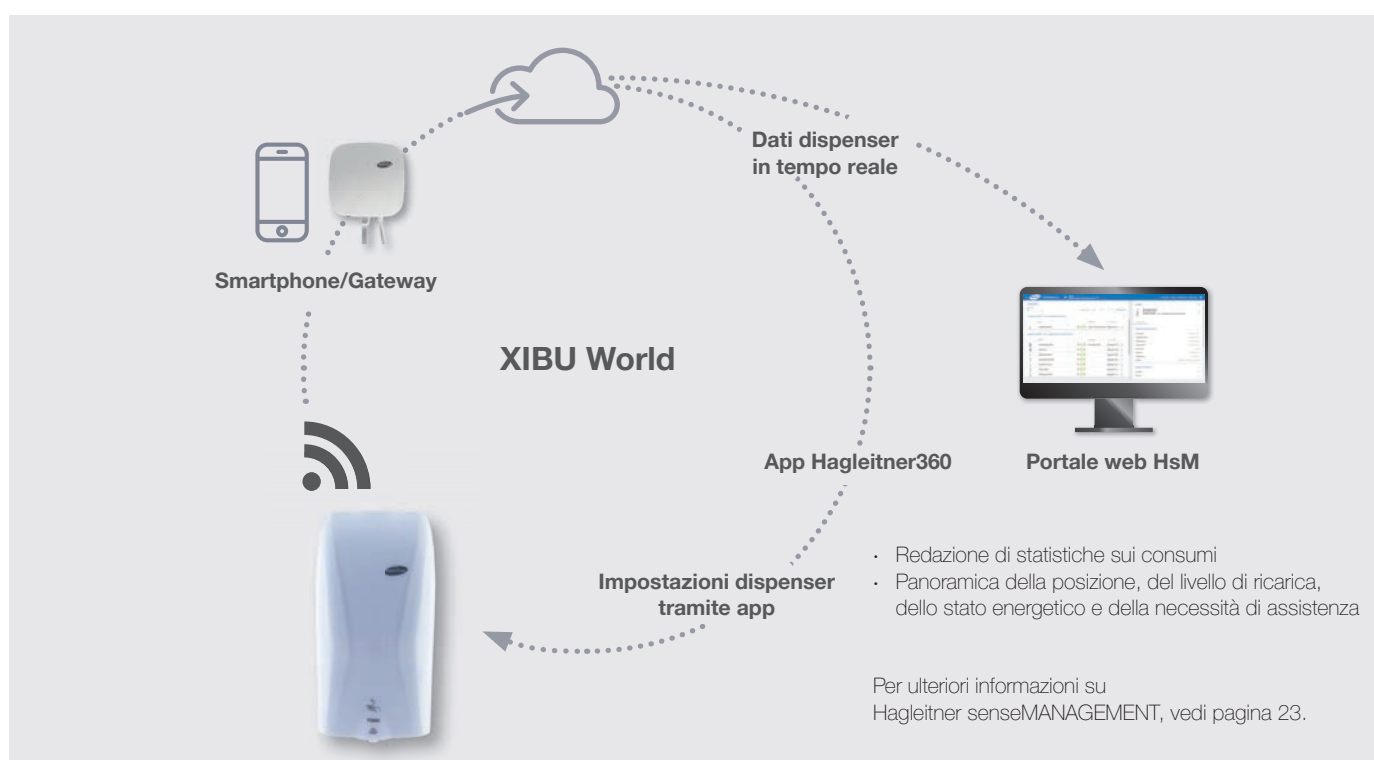 Dati dispenser
in tempo reale
Smartphone/Gateway
XIBU World
App Hagleitner360
Portale web HsM
Impostazioni dispenser
tramite app
· Redazione di statistiche sui consumi
· Panoramica della posizione, del livello di ricarica,
dello stato energetico e della necessità di assistenza
Per ulteriori informazioni su
Hagleitner senseMANAGEMENT, vedi pagina 23.